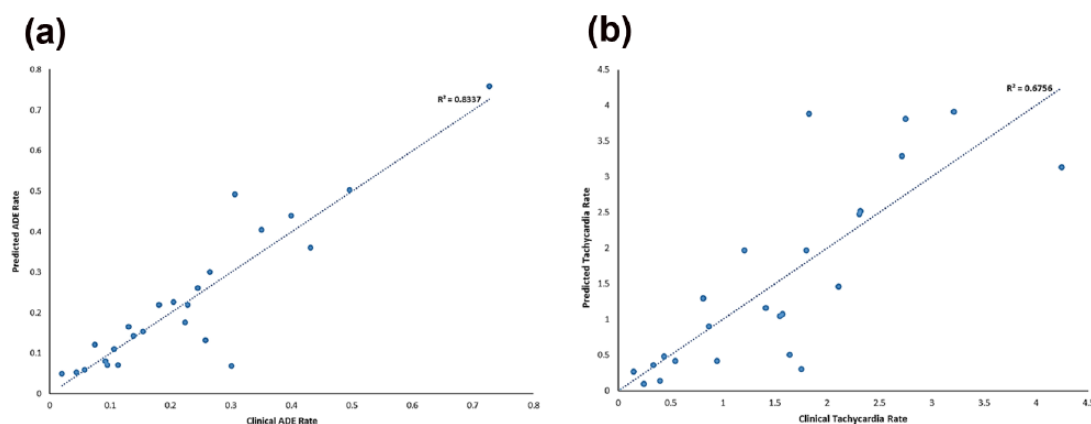 (a)
0.8
0.7
0.6
0.5
0.4
0.3
0.2
0.1
0
Predicted ADE Rate
R² = 0.8337
0 0.1 0.2 0.3 0.4 0.5 0.6 0.7 0.8
Clinical ADE Rate
(b)
4.5
4
3.5
3
2.5
2
1.5
1
0.5
0
Predicted Tachycardia Rate
R² = 0.6756
0 0.5 1 1.5 2 2.5 3 3.5 4 4.5
Clinical Tachycardia Rate